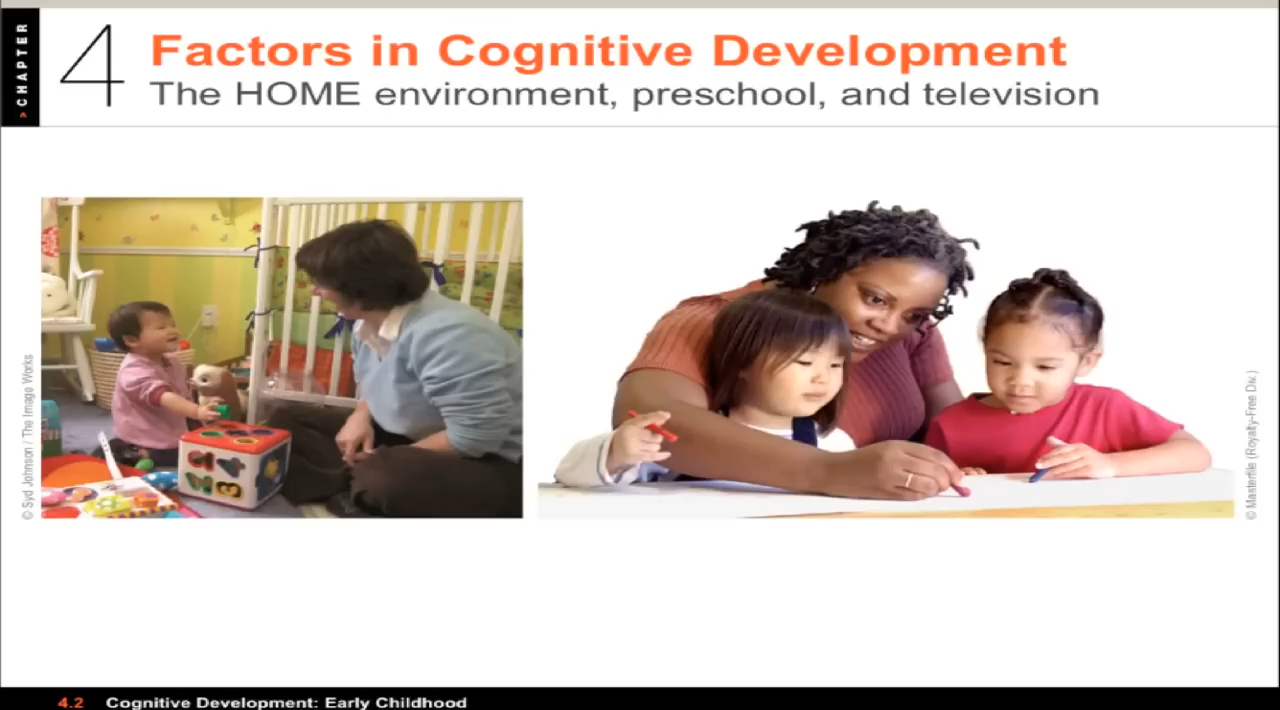 > CHAPTER
4
Factors in Cognitive Development
The HOME environment, preschool, and television
© Syd Johnson / The Image Works
© Masterfile (Royalty-Free Div.)
4.2 Cognitive Development: Early Childhood